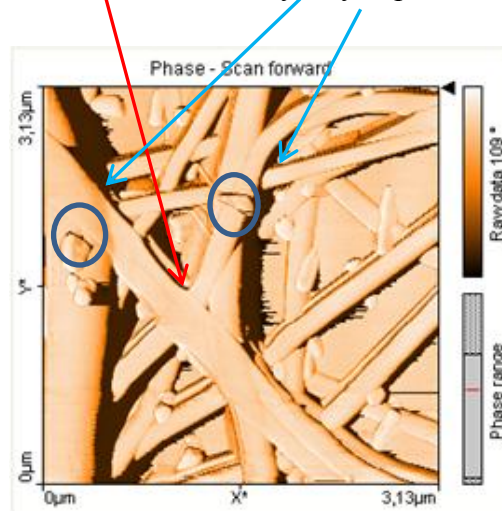 Phase - Scan forward
3,13µm
Y*
0µm
0µm
X*
3,13µm
Raw data 109 °
Phase range